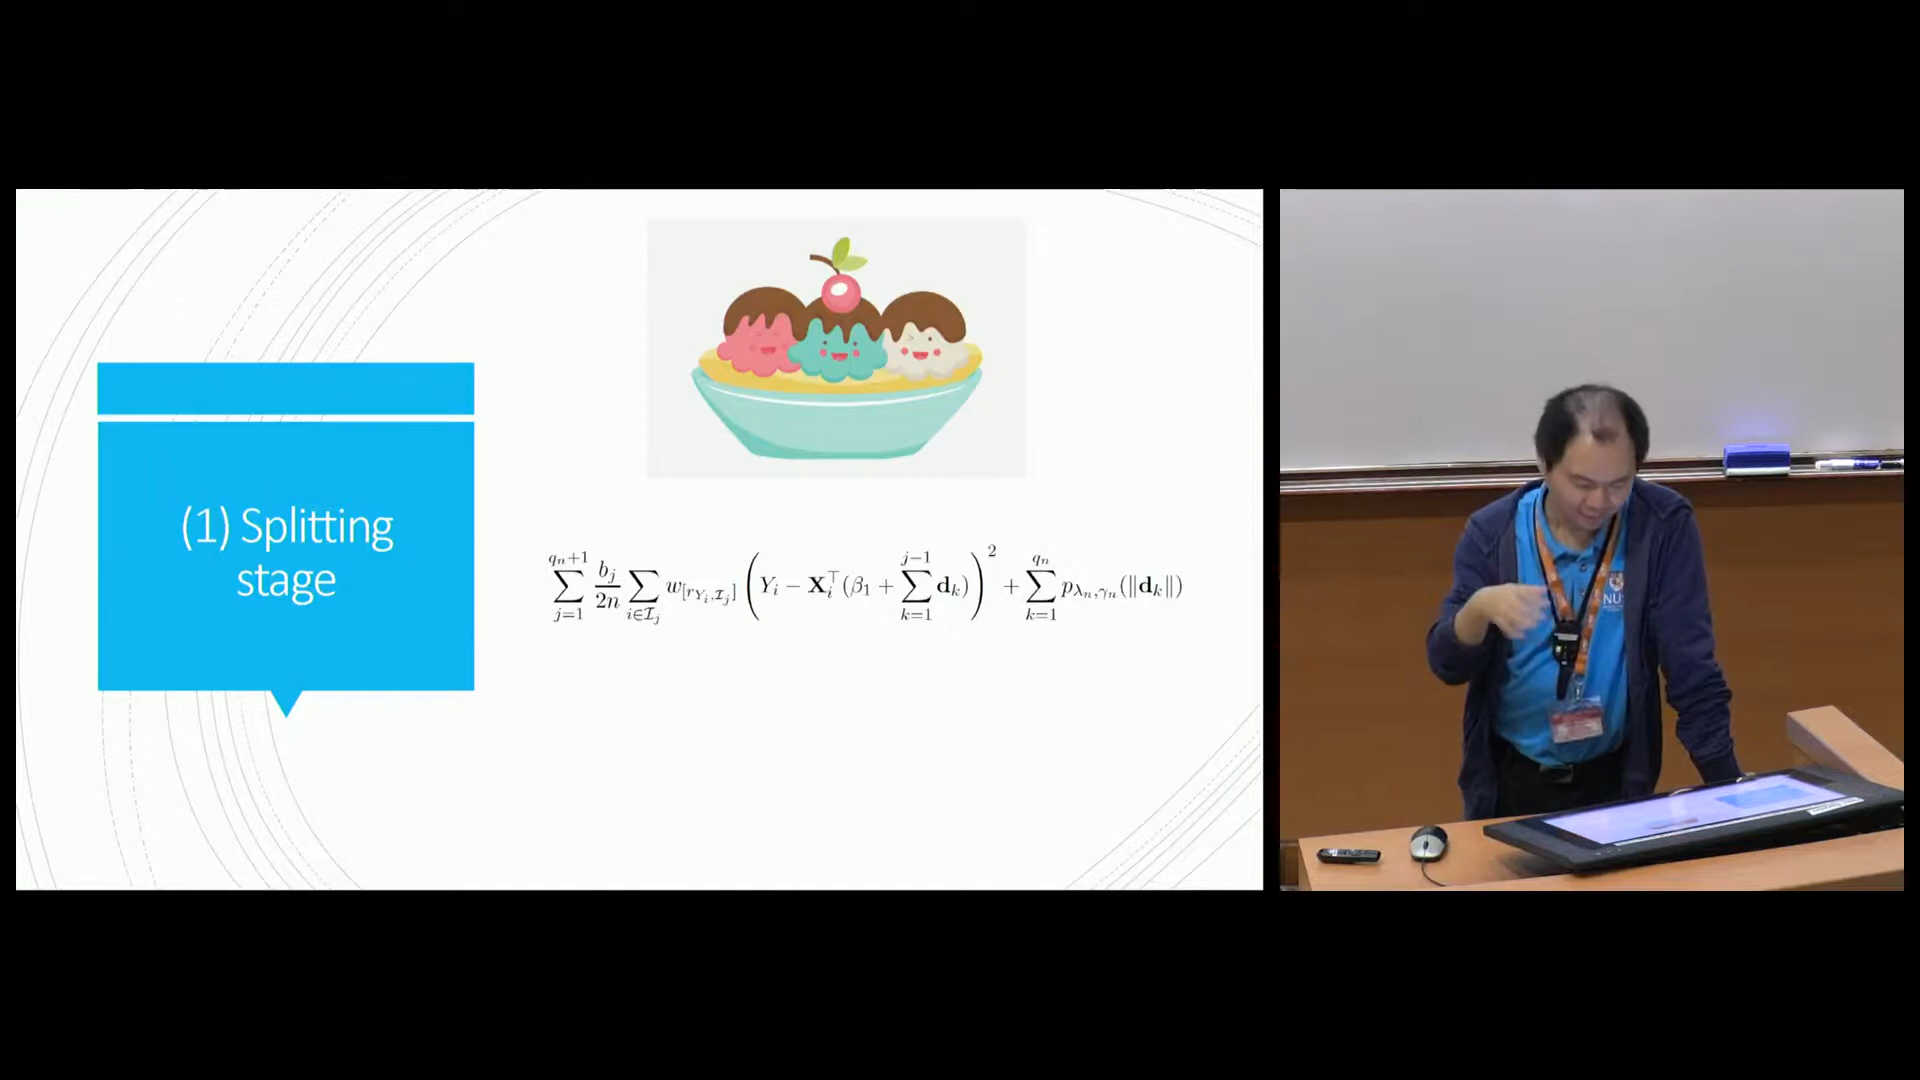 (1) Splitting
stage
$\sum_{j=1}^{q_n+1} \frac{b_j}{2n} \sum_{i \in \mathcal{I}_j} w_{[r_{Y_i,\mathcal{I}_j}]} \left( Y_i - \mathbf{X}_i^\top (\beta_1 + \sum_{k=1}^{j-1} \mathbf{d}_k) \right)^2 + \sum_{k=1}^{q_n} p_{\lambda_n,\gamma_n}(\|\mathbf{d}_k\|)$
NUS